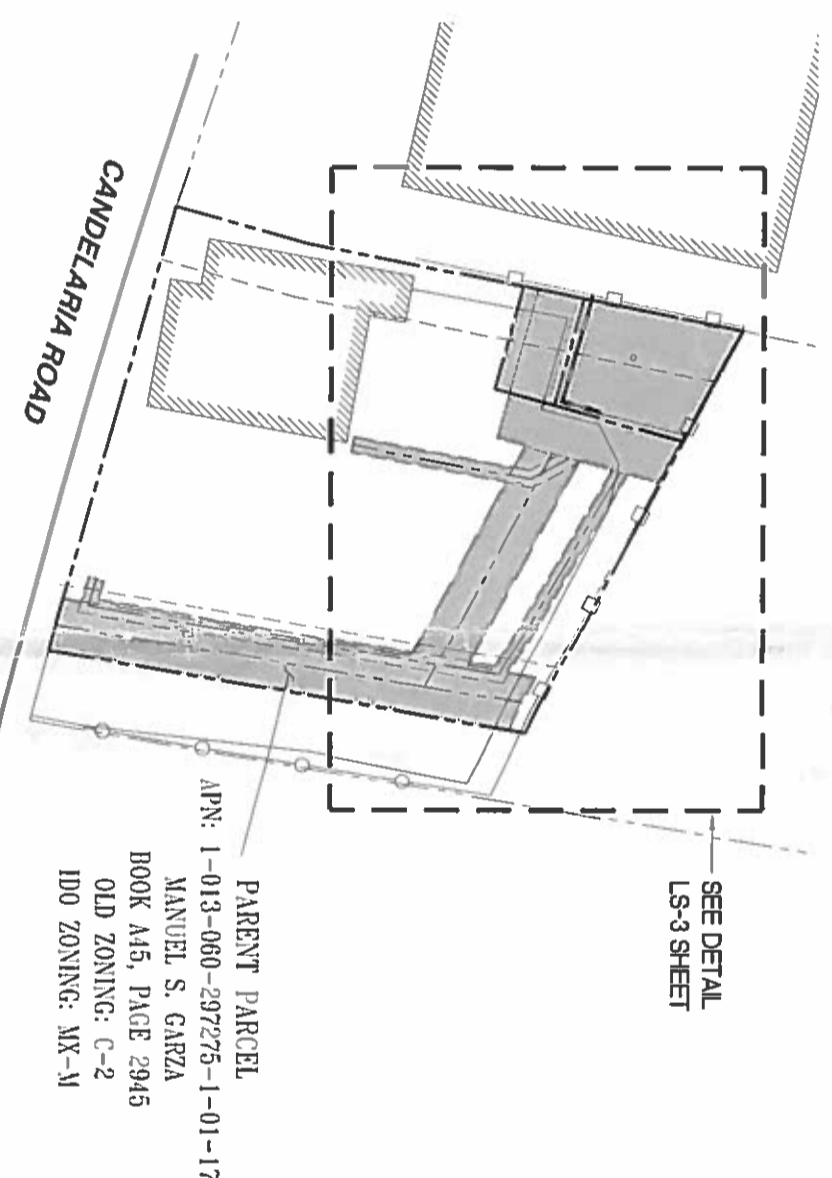 SEE DETAIL
LS-3 SHEET
CANDELARIA ROAD
PARENT PARCEL
APN: 1-013-060-297275-1-01-17
MANUEL S. GARZA
BOOK A45, PAGE 2945
OLD ZONING: C-2
IDO ZONING: MX-M